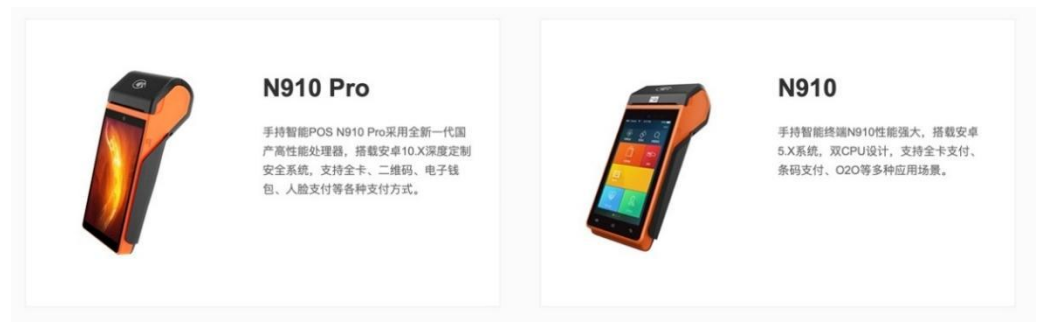 N910 Pro
手持智能POS N910 Pro采用全新一代国
产高性能处理器，搭载安卓10.X深度定制
安全系统，支持全卡、二维码、电子钱
包、人脸支付等各种支付方式。
N910
手持智能终端N910性能强大，搭载安卓
5.X系统，双CPU设计，支持全卡支付、
条码支付、O2O等多种应用场景。